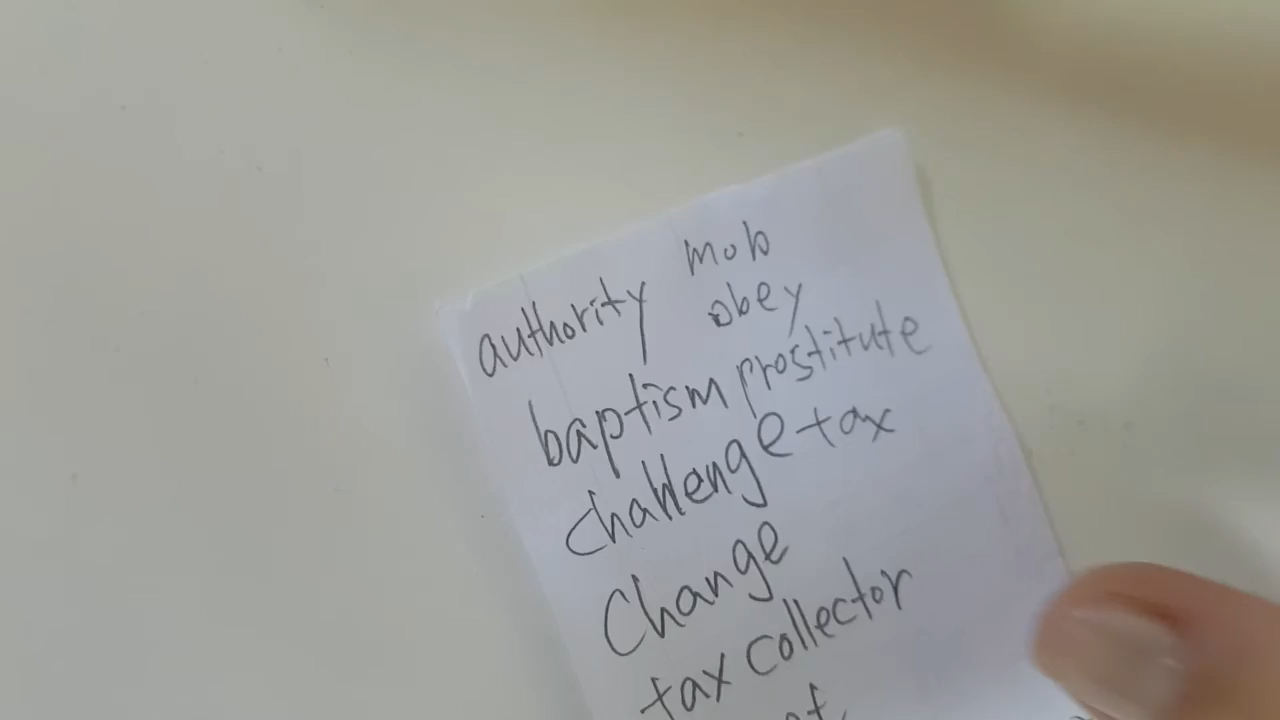 mob
authority obey
baptism prostitute
challenge tax
Change
tax collector